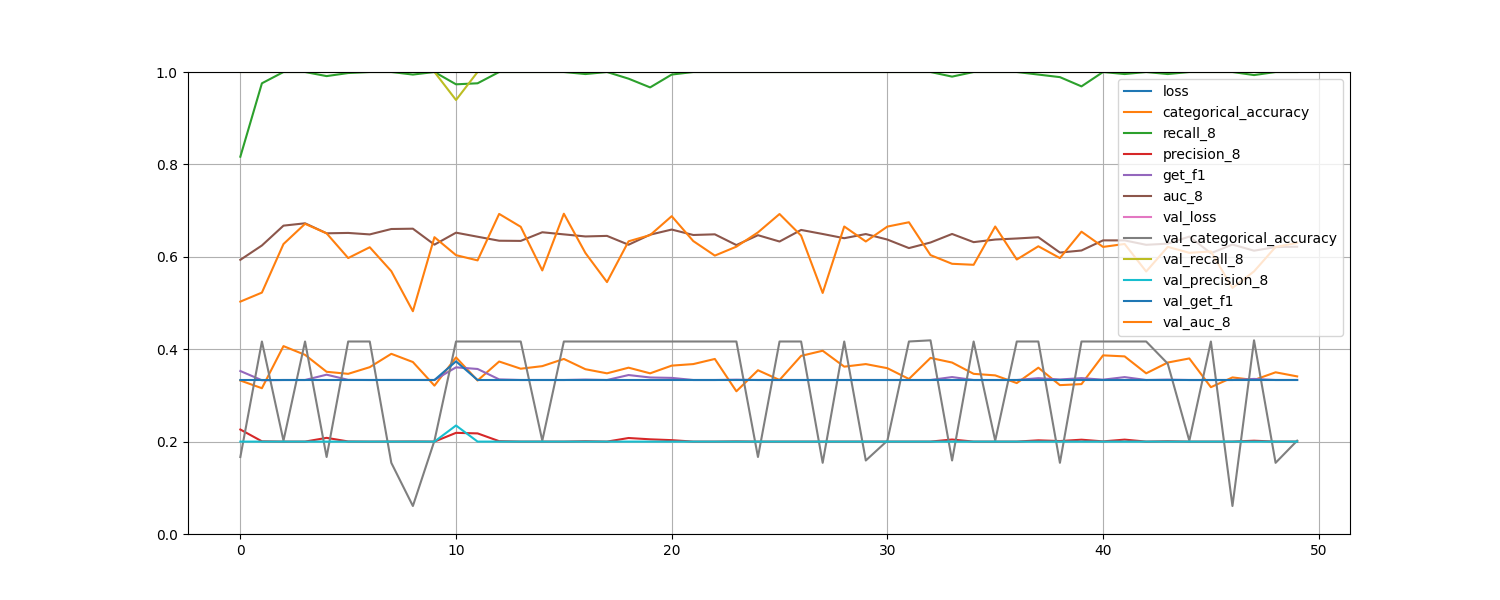 1.0
0.8
0.6
0.4
0.2
0.0
0 10 20 30 40 50
loss
categorical_accuracy
recall_8
precision_8
get_f1
auc_8
val_loss
val_categorical_accuracy
val_recall_8
val_precision_8
val_get_f1
val_auc_8